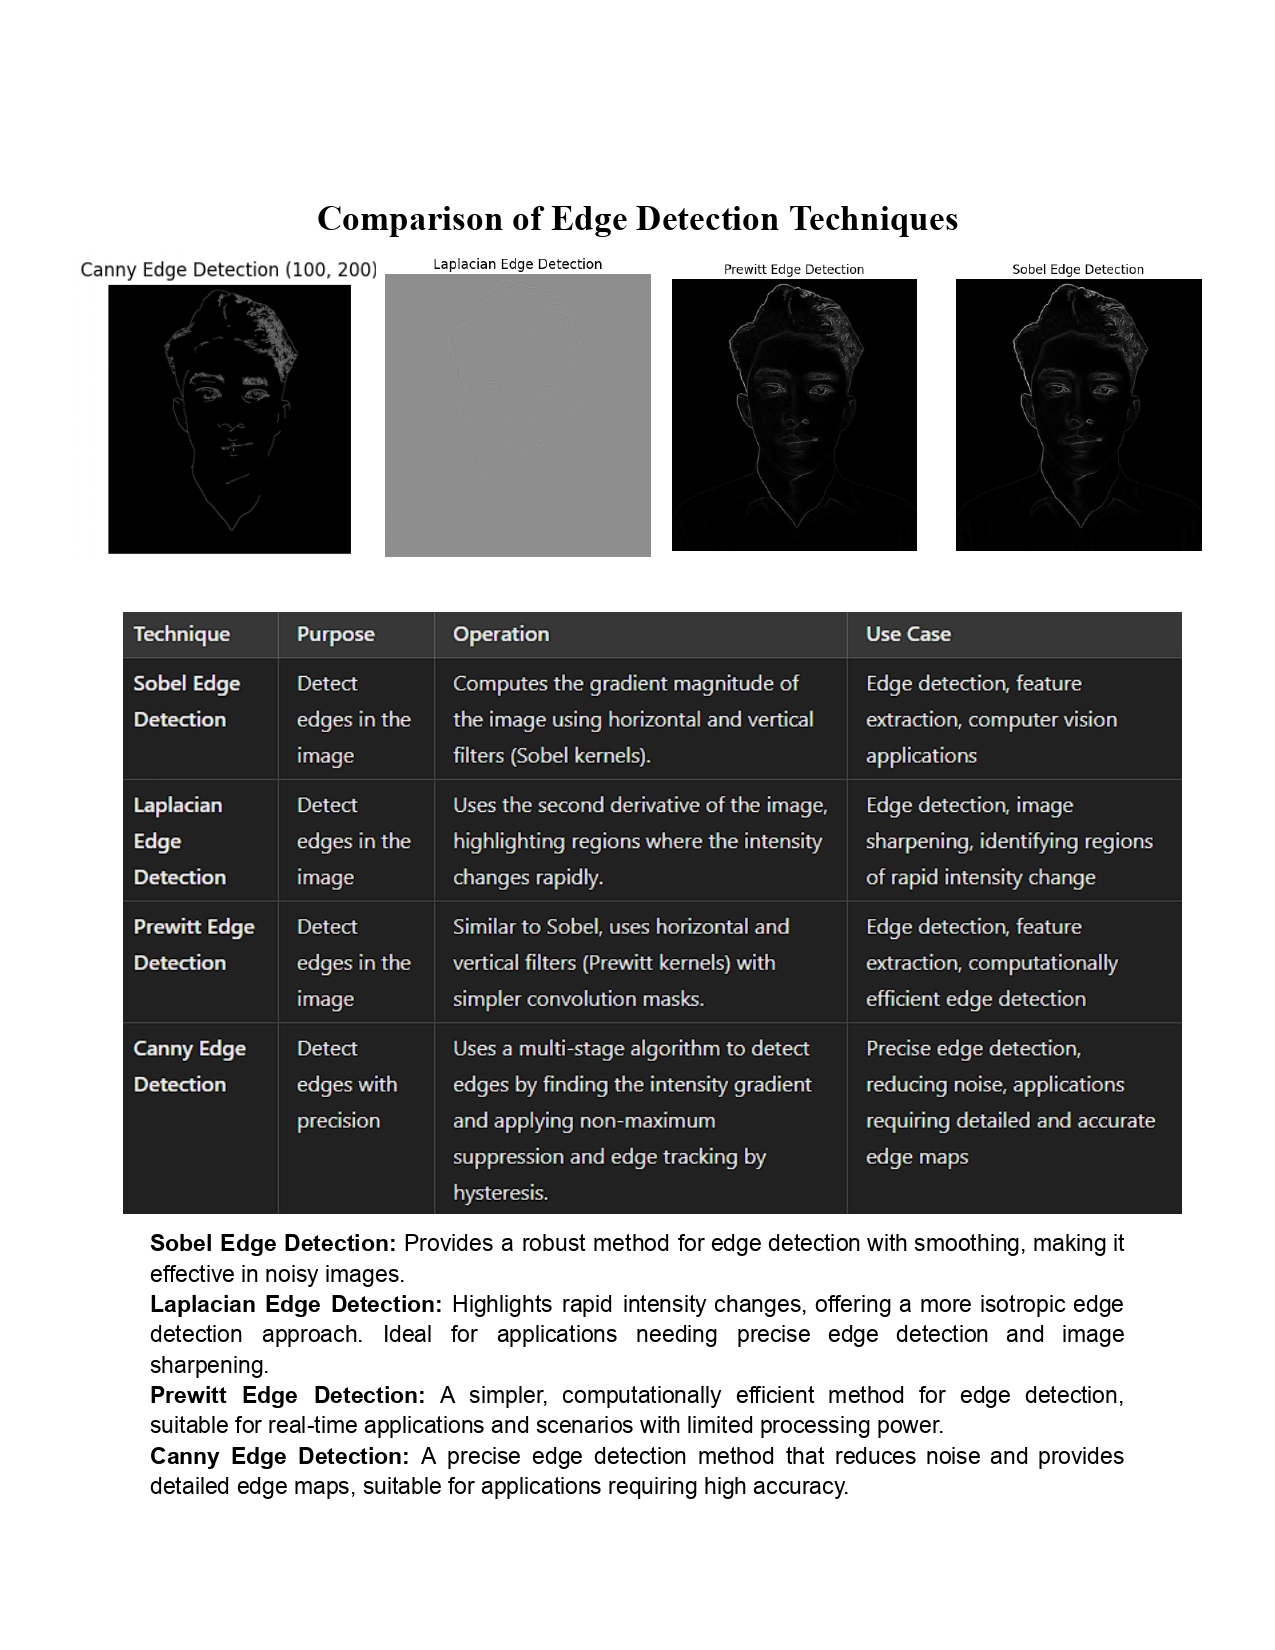 Comparison of Edge Detection Techniques
Canny Edge Detection (100, 200)
Laplacian Edge Detection
Prewitt Edge Detection
Sobel Edge Detection
Technique Purpose Operation Use Case
Sobel Edge Detect Computes the gradient magnitude of Edge detection, feature
Detection edges in the the image using horizontal and vertical extraction, computer vision
image filters (Sobel kernels). applications
Laplacian Detect Uses the second derivative of the image, Edge detection, image
Edge edges in the highlighting regions where the intensity sharpening, identifying regions
Detection image changes rapidly. of rapid intensity change
Prewitt Edge Detect Similar to Sobel, uses horizontal and Edge detection, feature
Detection edges in the vertical filters (Prewitt kernels) with extraction, computationally
image simpler convolution masks. efficient edge detection
Canny Edge Detect Uses a multi-stage algorithm to detect Precise edge detection,
Detection edges with edges by finding the intensity gradient reducing noise, applications
precision and applying non-maximum requiring detailed and accurate
suppression and edge tracking by edge maps
hysteresis.
Sobel Edge Detection: Provides a robust method for edge detection with smoothing, making it
effective in noisy images.
Laplacian Edge Detection: Highlights rapid intensity changes, offering a more isotropic edge
detection approach. Ideal for applications needing precise edge detection and image
sharpening.
Prewitt Edge Detection: A simpler, computationally efficient method for edge detection,
suitable for real-time applications and scenarios with limited processing power.
Canny Edge Detection: A precise edge detection method that reduces noise and provides
detailed edge maps, suitable for applications requiring high accuracy.